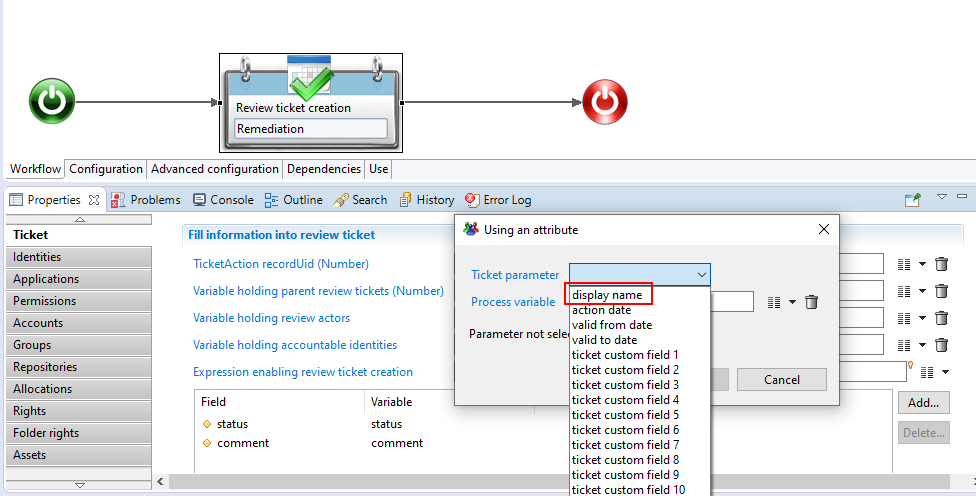 Review ticket creation
Remediation
Workflow Configuration Advanced configuration Dependencies Use
Properties Problems Console Outline Search History Error Log
Ticket
Identities
Applications
Permissions
Accounts
Groups
Repositories
Allocations
Rights
Folder rights
Assets
Fill information into review ticket
TicketAction recordUid (Number)
Variable holding parent review tickets (Number)
Variable holding review actors
Variable holding accountable identities
Expression enabling review ticket creation
Field Variable
status status
comment comment
Add...
Delete...
Using an attribute
Ticket parameter
Process variable
Parameter not selec
Cancel
display name
action date
valid from date
valid to date
ticket custom field 1
ticket custom field 2
ticket custom field 3
ticket custom field 4
ticket custom field 5
ticket custom field 6
ticket custom field 7
ticket custom field 8
ticket custom field 9
ticket custom field 10